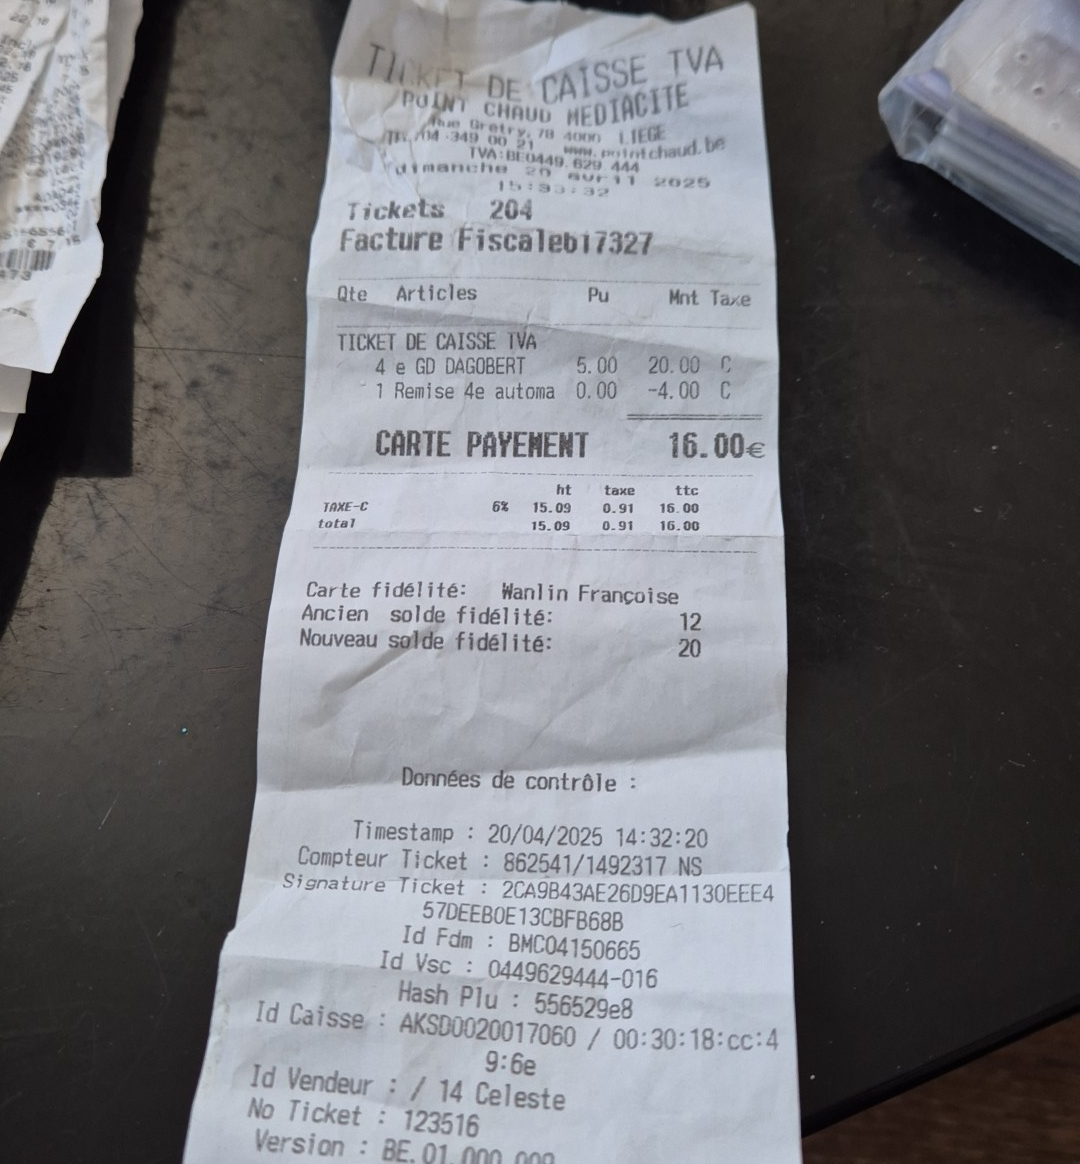 TICKET DE CAISSE TVA
POINT CHAUD MEDIACITE
Rue Gretry, 78 4000 LIEGE
TEL/04 349 00 21 www.pointchaud.be
TVA:BE0449.629.444
dimanche 20 avril 2025
15:33:32
Tickets 204
Facture Fiscalebi7327
Qte Articles Pu Mnt Taxe
TICKET DE CAISSE TVA
4 e GD DAGOBERT 5.00 20.00 C
1 Remise 4e automa 0.00 -4.00 C
CARTE PAYEMENT 16.00€
ht taxe ttc
TAXE-C 6% 15.09 0.91 16.00
total 15.09 0.91 16.00
Carte fidélité: Wanlin Françoise
Ancien solde fidélité: 12
Nouveau solde fidélité: 20
Données de contrôle :
Timestamp : 20/04/2025 14:32:20
Compteur Ticket : 862541/1492317 NS
Signature Ticket : 2CA9B43AE26D9EA1130EEE4
57DEEB0E13CBFB68B
Id Fdm : BMC04150665
Id Vsc : 0449629444-016
Hash Plu : 556529e8
Id Caisse : AKSD0020017060 / 00:30:18:cc:4
9:6e
Id Vendeur : / 14 Celeste
No Ticket : 123516
Version : BE.01.000.000